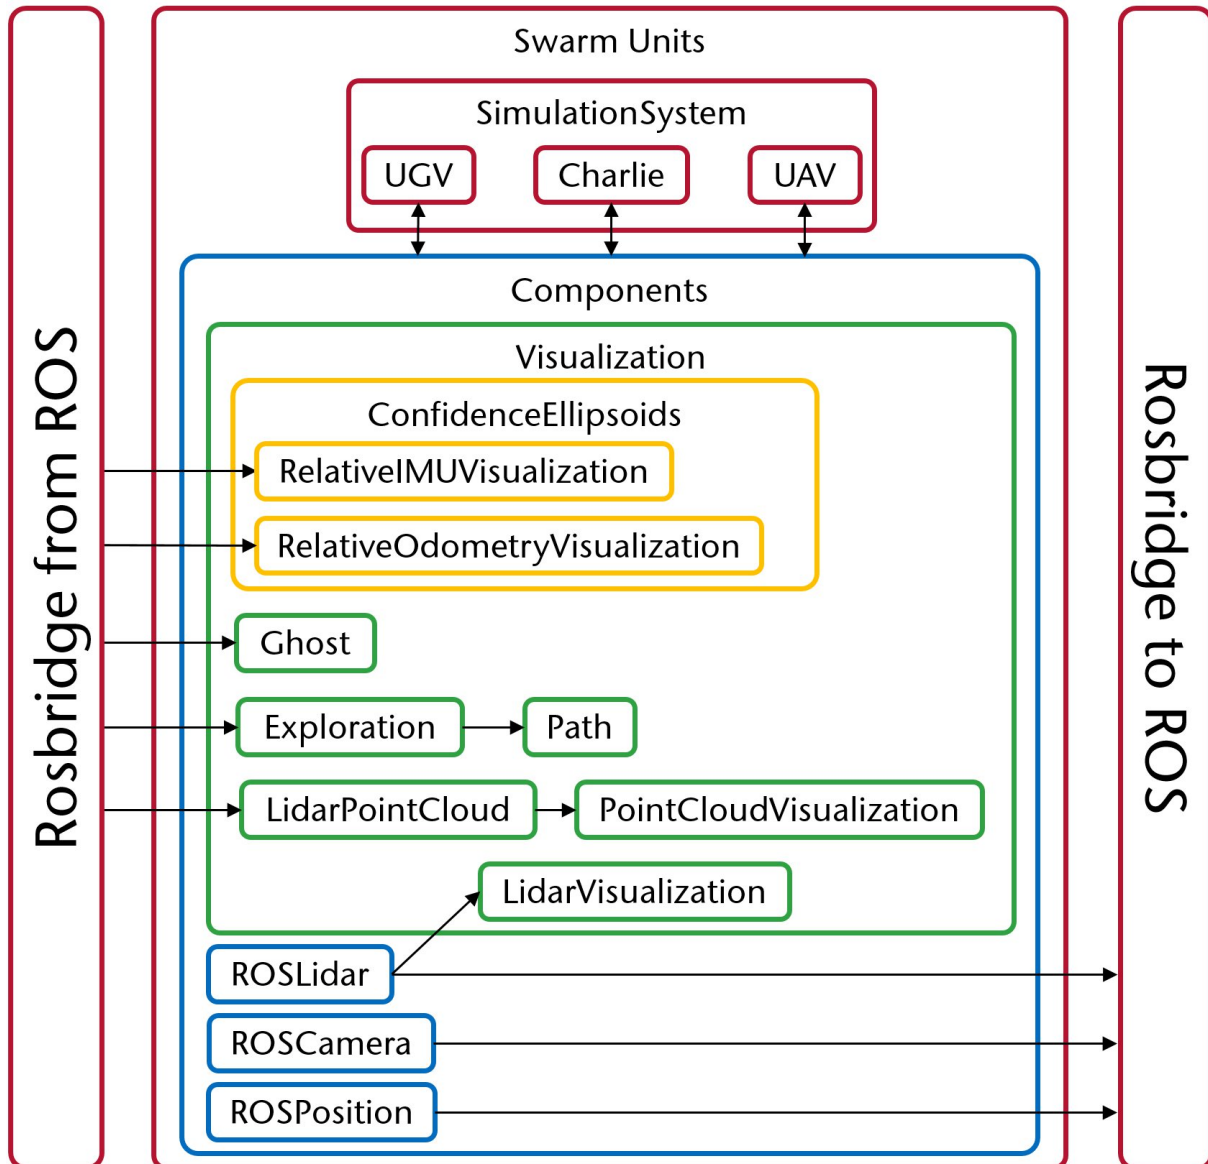 Rosbridge from ROS
Swarm Units
SimulationSystem
UGV
Charlie
UAV
Components
Visualization
ConfidenceEllipsoids
RelativeIMUVisualization
RelativeOdometryVisualization
Ghost
Exploration
Path
LidarPointCloud
PointCloudVisualization
LidarVisualization
ROSLidar
ROSCamera
ROSPosition
Rosbridge to ROS